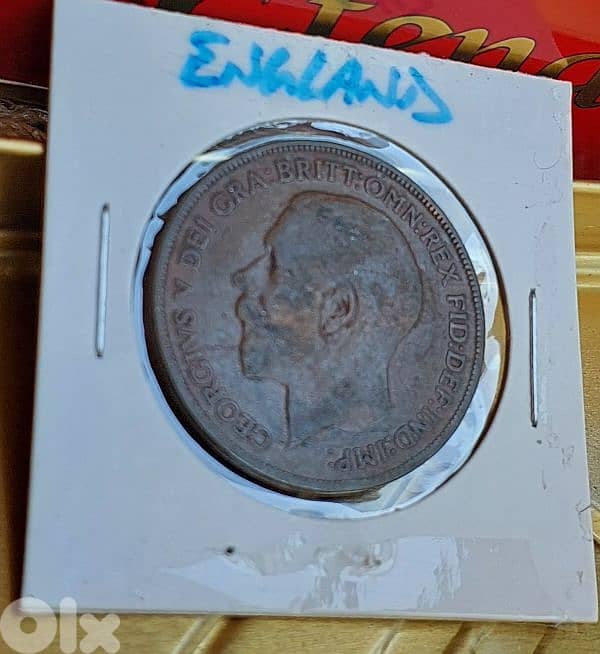 ENGLAND
GEORGIVS V DEI GRA: BRITT: OMN: REX FID: DEF: IND: IMP:
OLX